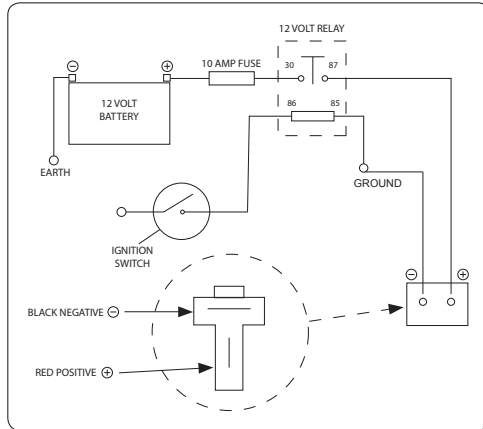 12 VOLT RELAY
10 AMP FUSE
30
87
⊖
⊕
12 VOLT
BATTERY
86
85
EARTH
GROUND
IGNITION
SWITCH
⊖
⊕
BLACK NEGATIVE ⊖
RED POSITIVE ⊕